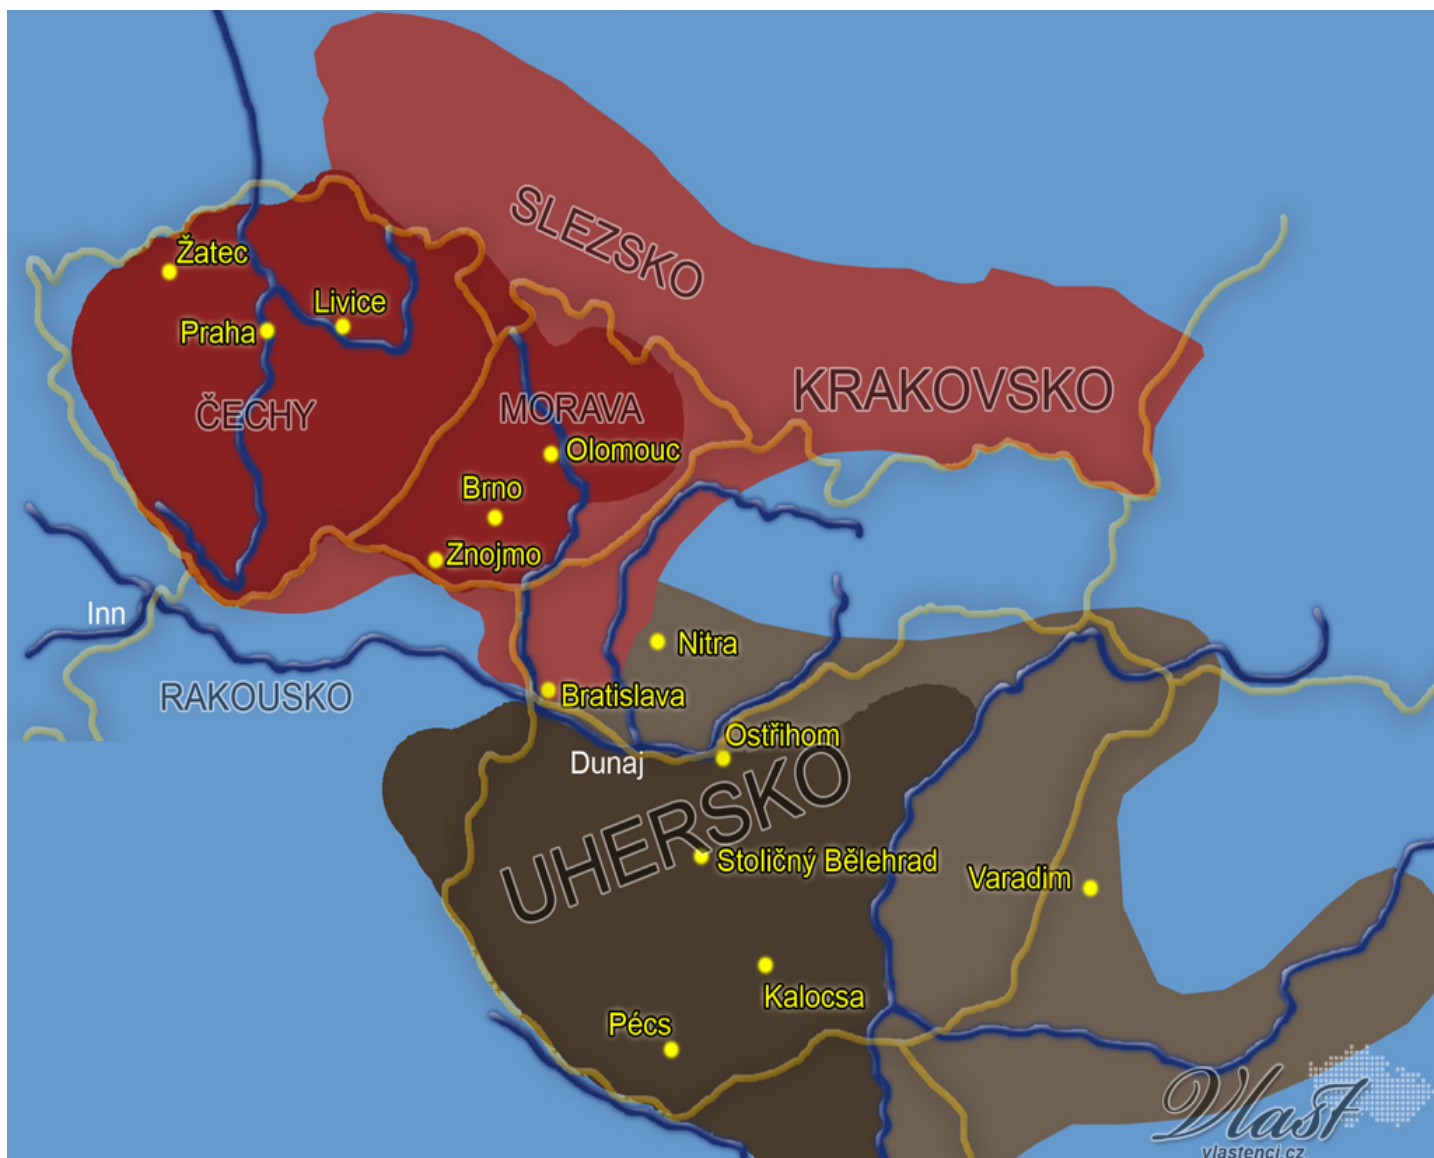 SLEZSKO
Žatec
Livice
Praha
KRAKOVSKO
ČECHY
MORAVA
Olomouc
Brno
Znojmo
Inn
Nitra
RAKOUSKO
Bratislava
Ostřihom
Dunaj
UHERSKO
Stoličný Bělehrad
Varadim
Kalocsa
Pécs
Vlast
vlastenci.cz